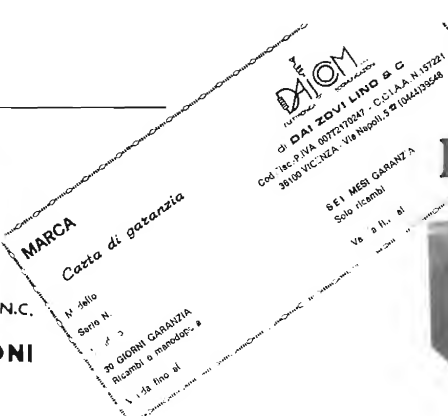 DAIOM
di DAI ZOVI LINO & C
Cod. Fisc. P.IVA 00772170247 - C.C.I.A.A. N. 157221
36100 VICENZA Via Napoli, 5 ☎ (0444)39548
MARCA
Carta di garanzia
Serie N.
30 GIORNI GARANZIA
Ricambi e manodopera
SEI MESI GARANZIA
Solo ricambi
N.C.